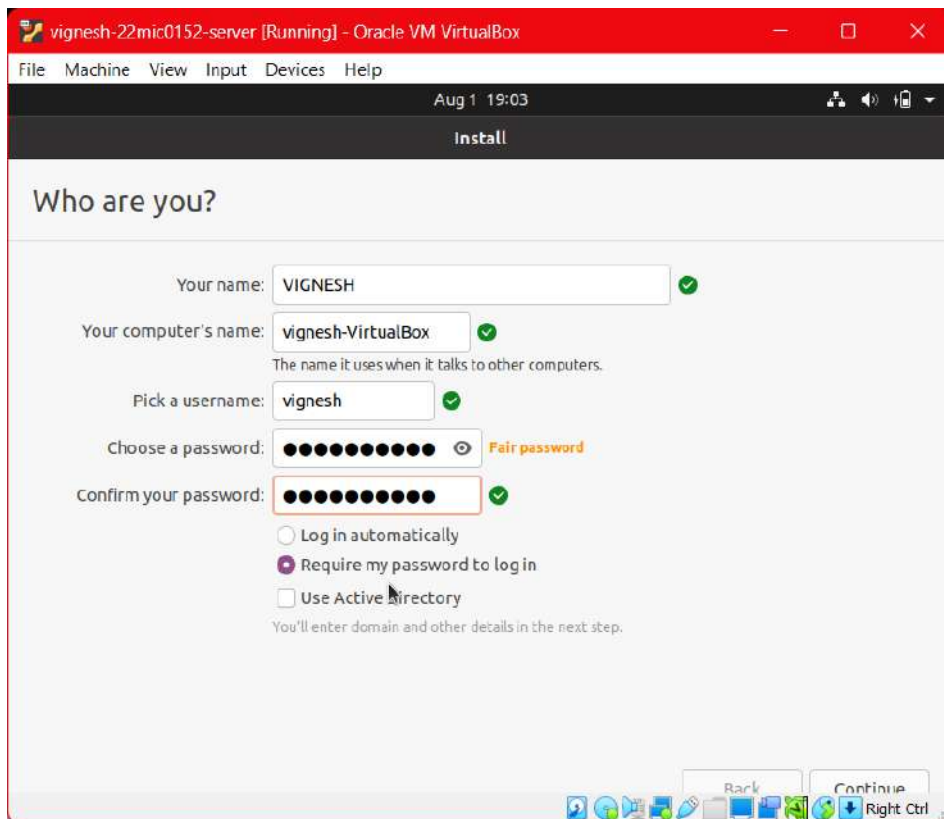 vignesh-22mic0152-server [Running] - Oracle VM VirtualBox
File Machine View Input Devices Help
Aug 1 19:03
Install
Who are you?
Your name: VIGNESH
Your computer's name: vignesh-VirtualBox
The name it uses when it talks to other computers.
Pick a username: vignesh
Choose a password: ●●●●●●●●●● Fair password
Confirm your password: ●●●●●●●●●●
Log in automatically
Require my password to log in
Use Active Directory
You'll enter domain and other details in the next step.
Back Continue
Right Ctrl